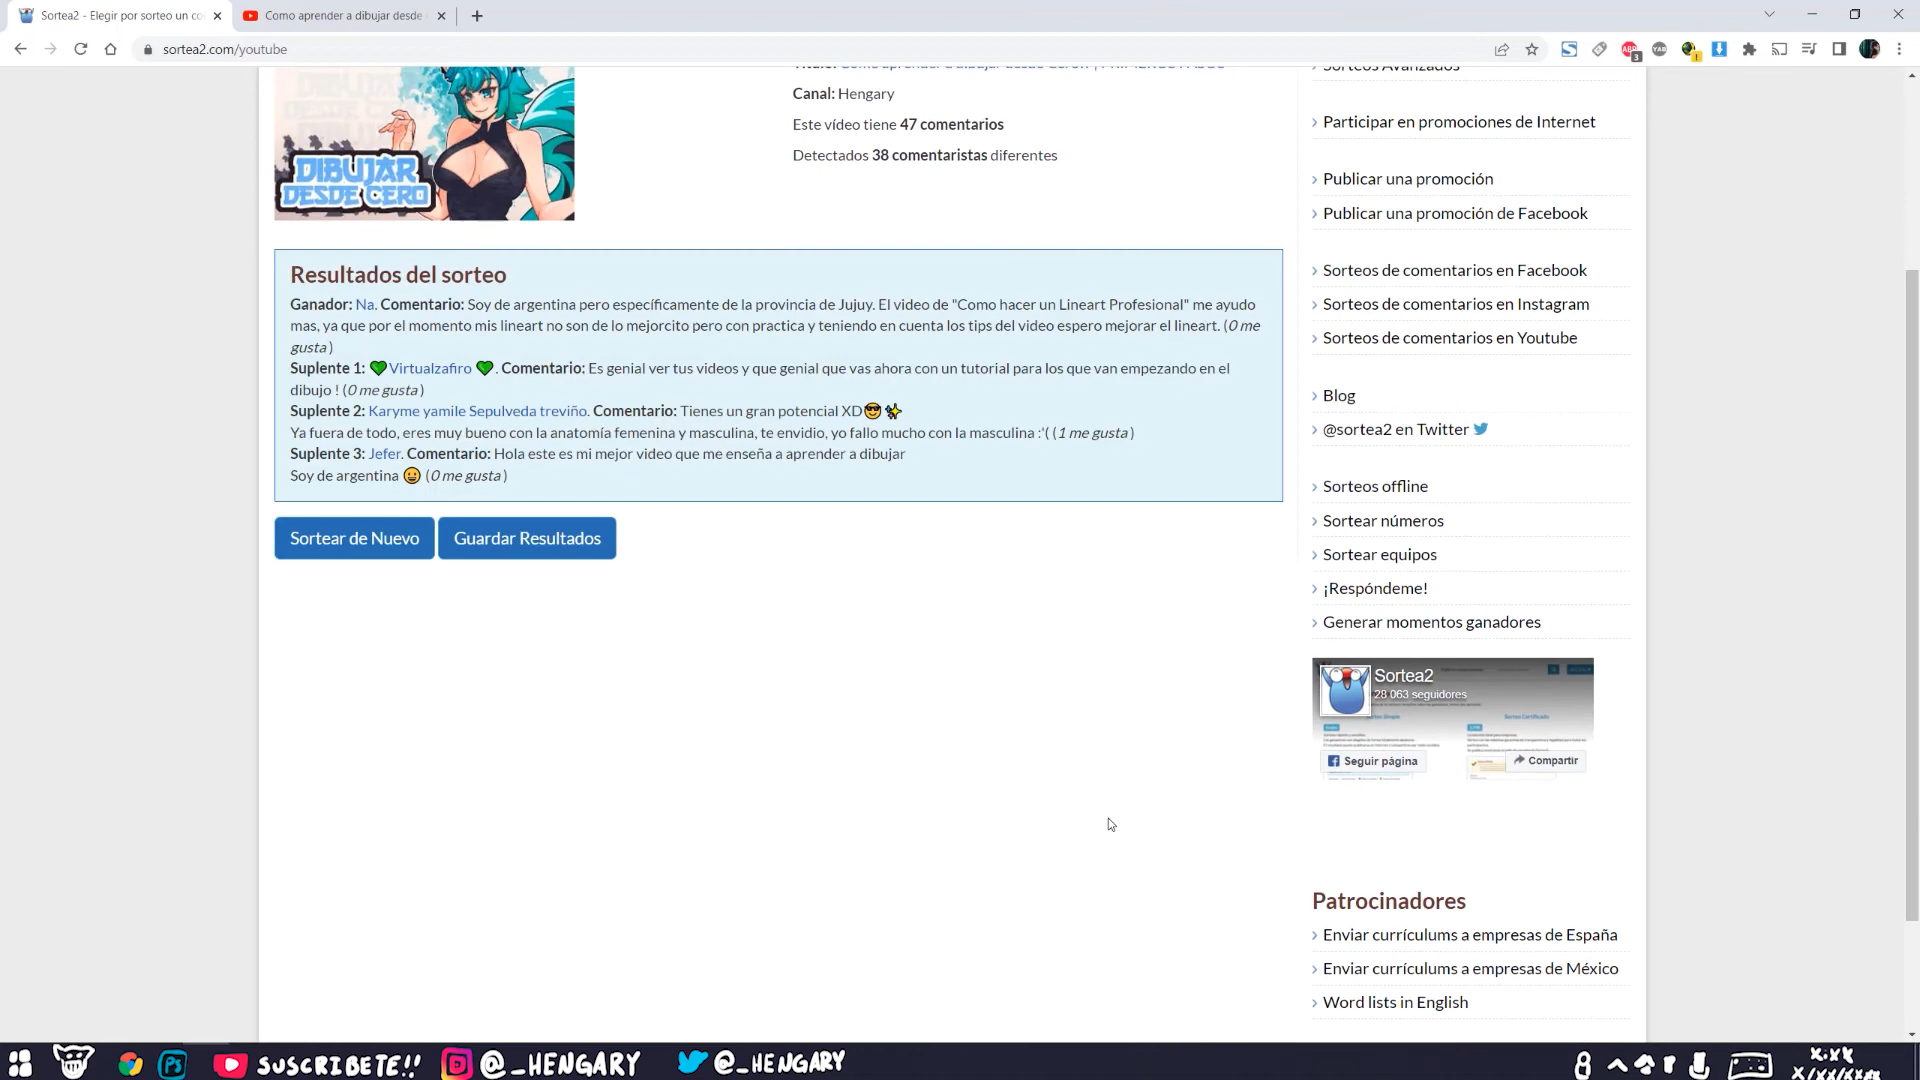 Sortea2 - Elegir por sorteo un co
Como aprender a dibujar desde
sortea2.com/youtube
DIBUJAR
DESDE CERO
Canal: Hengary
Este vídeo tiene 47 comentarios
Detectados 38 comentaristas diferentes
Resultados del sorteo
Ganador: Na. Comentario: Soy de argentina pero específicamente de la provincia de Jujuy. El video de "Como hacer un Lineart Profesional" me ayudo
mas, ya que por el momento mis lineart no son de lo mejorcito pero con practica y teniendo en cuenta los tips del video espero mejorar el lineart. (0 me
gusta)
Suplente 1: 💚Virtualzafiro 💚. Comentario: Es genial ver tus videos y que genial que vas ahora con un tutorial para los que van empezando en el
dibujo ! (0 me gusta)
Suplente 2: Karyme yamile Sepulveda treviño. Comentario: Tienes un gran potencial XD😎✨
Ya fuera de todo, eres muy bueno con la anatomía femenina y masculina, te envidio, yo fallo mucho con la masculina :'( (1 me gusta)
Suplente 3: Jefer. Comentario: Hola este es mi mejor video que me enseña a aprender a dibujar
Soy de argentina 😀 (0 me gusta)
Sortear de Nuevo
Guardar Resultados
Sorteos Avanzados
Participar en promociones de Internet
Publicar una promoción
Publicar una promoción de Facebook
Sorteos de comentarios en Facebook
Sorteos de comentarios en Instagram
Sorteos de comentarios en Youtube
Blog
@sortea2 en Twitter
Sorteos offline
Sortear números
Sortear equipos
¡Respóndeme!
Generar momentos ganadores
Sortea2
28 063 seguidores
Seguir página
Compartir
Patrocinadores
Enviar currículums a empresas de España
Enviar currículums a empresas de México
Word lists in English
Ps
SUSCRIBETE!!
@_HENGARY
@_HENGARY